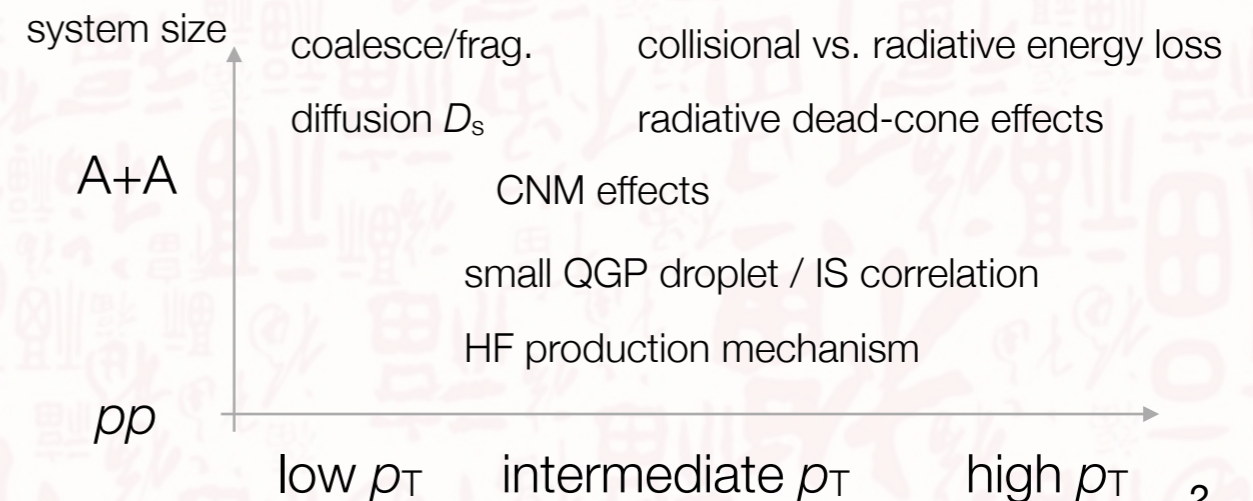 system size
coalesce/frag. collisional vs. radiative energy loss
diffusion Ds radiative dead-cone effects
A+A
CNM effects
small QGP droplet / IS correlation
HF production mechanism
pp
low pT intermediate pT high pT
2